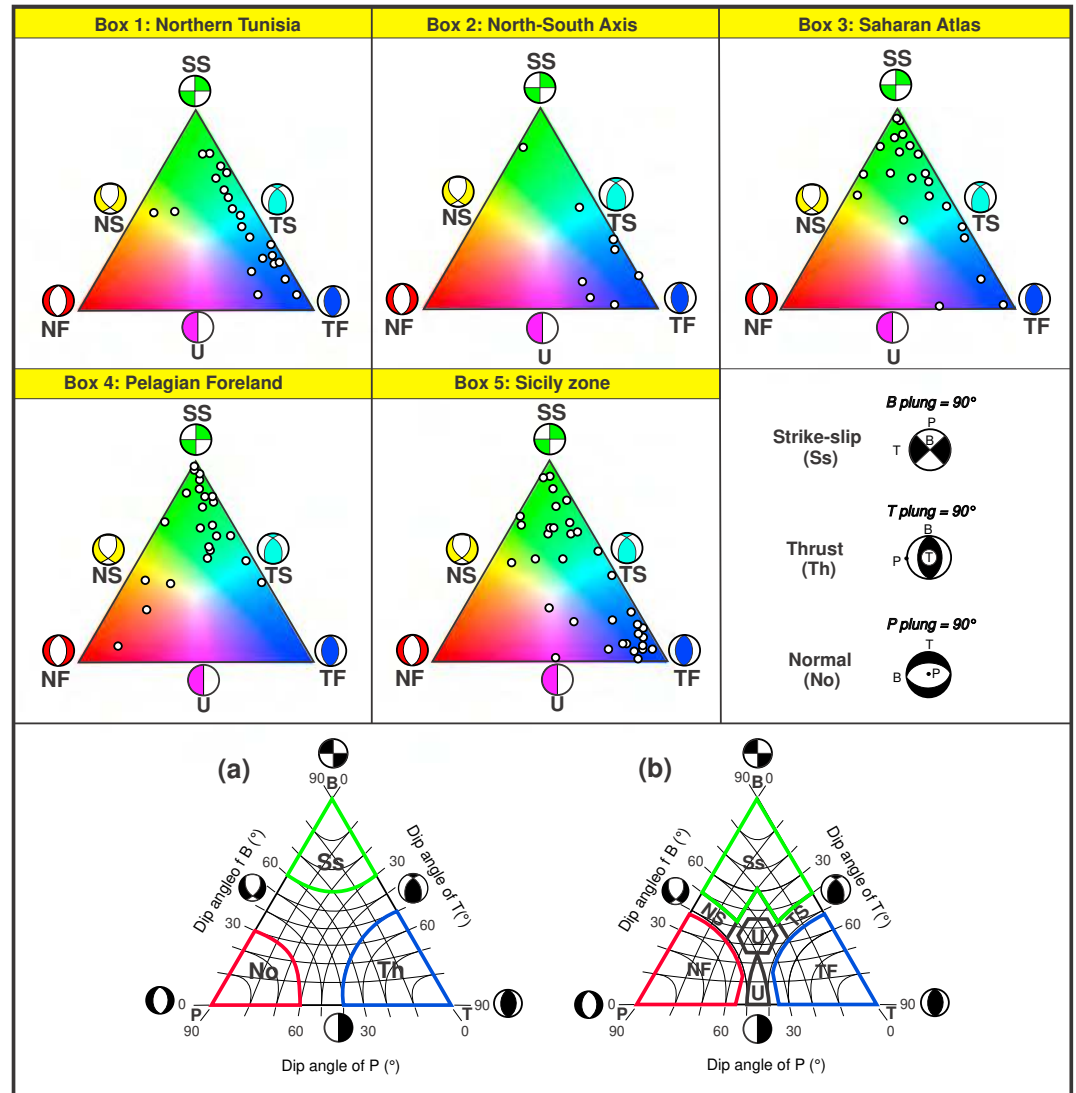 Box 1: Northern Tunisia
Box 2: North-South Axis
Box 3: Saharan Atlas
SS
NS
TS
NF
U
TF
SS
NS
TS
NF
U
TF
SS
NS
TS
NF
U
TF
Box 4: Pelagian Foreland
Box 5: Sicily zone
SS
NS
TS
NF
U
TF
SS
NS
TS
NF
U
TF
B plung = 90°
Strike-slip
(Ss)
P
B
T
T plung = 90°
Thrust
(Th)
B
P
T
P plung = 90°
Normal
(No)
T
B
P
(a)
90 0
B
Ss
60
30
Dip angleo f B (°)
Dip angle of T(°)
30
60
No
Th
0
P
T
90
90
60
30
0
Dip angle of P (°)
(b)
90 0
B
Ss
60
30
Dip angleo f B (°)
Dip angle of T (°)
NS
TS
30
60
U
NF
TF
U
0
P
T
90
90
60
30
0
Dip angle of P (°)